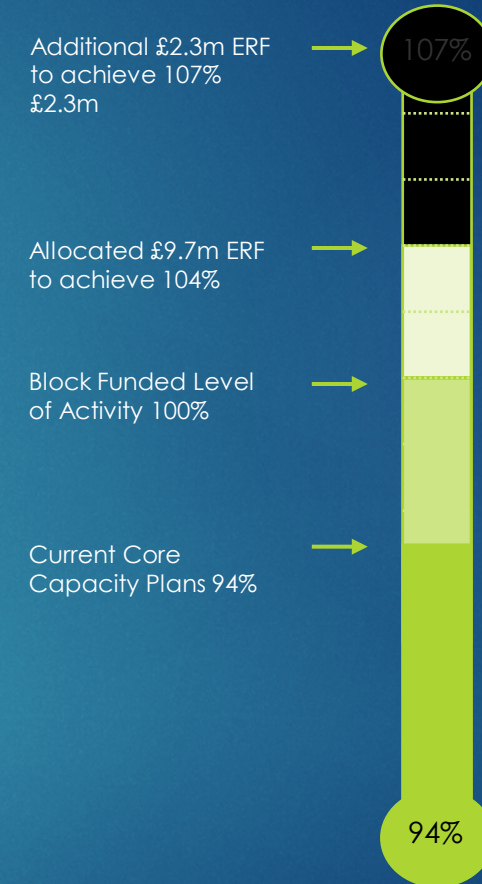 Additional £2.3m ERF
to achieve 107%
£2.3m
107%
Allocated £9.7m ERF
to achieve 104%
Block Funded Level
of Activity 100%
Current Core
Capacity Plans 94%
94%